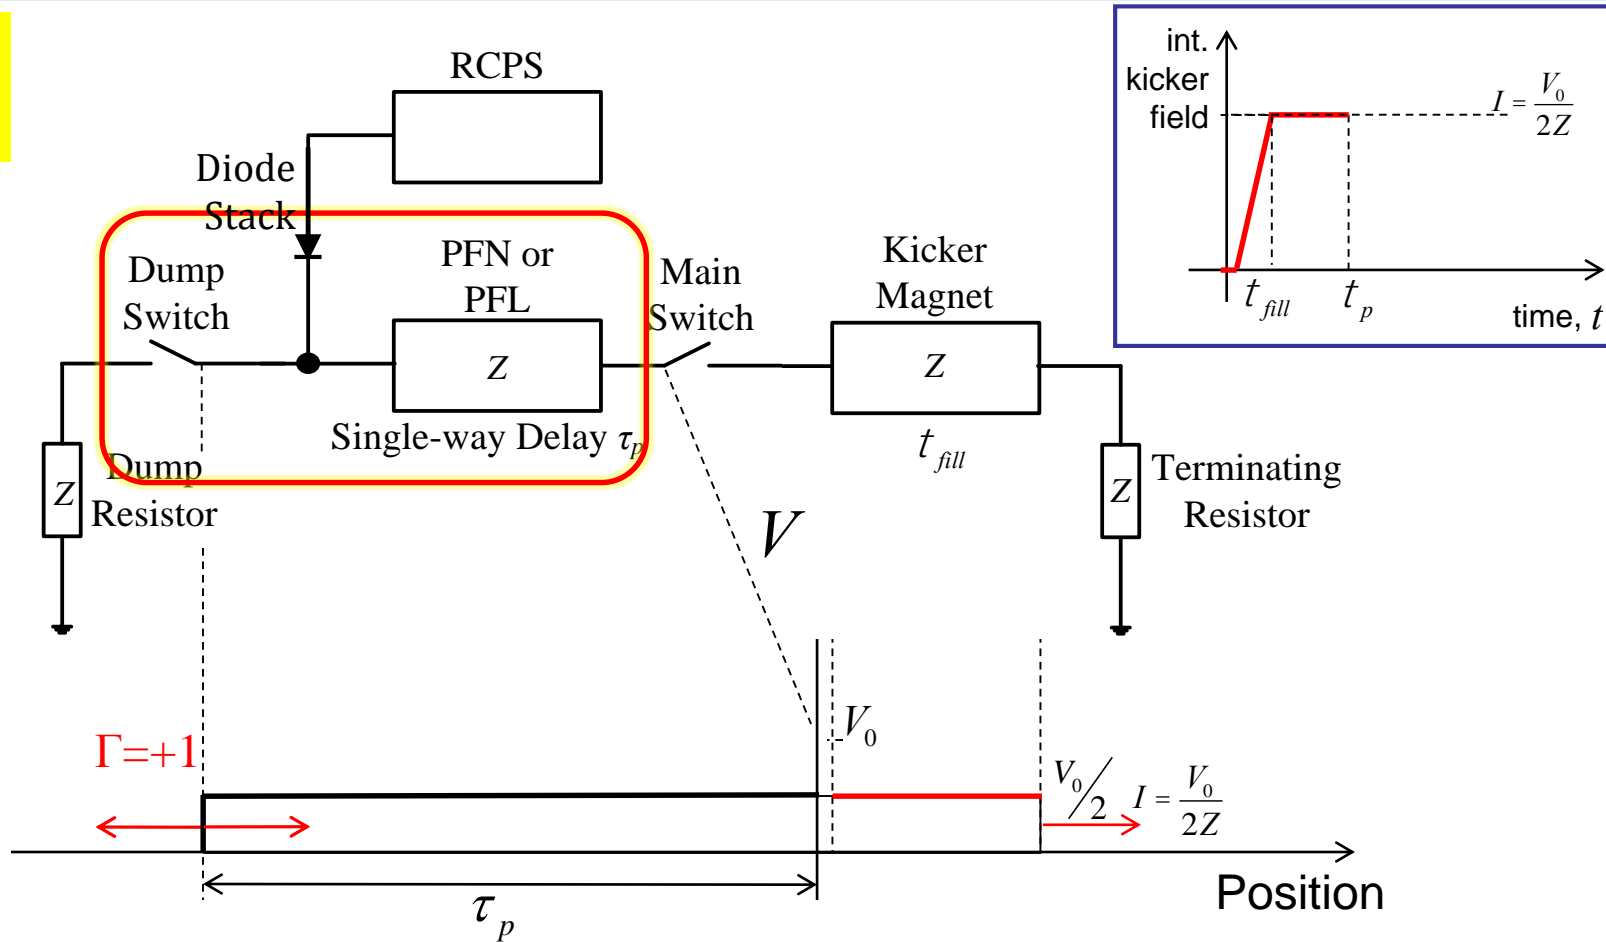 RCPS
Diode
Stack
Dump
Switch
PFN or
PFL
Z
Single-way Delay τp
Main
Switch
Kicker
Magnet
Z
t fill
Z
Dump
Resistor
Z
Terminating
Resistor
V
int.
kicker
field
I = V0/2Z
t fill
t p
time, t
Γ=+1
V0
V0/2
I = V0/2Z
τ p
Position